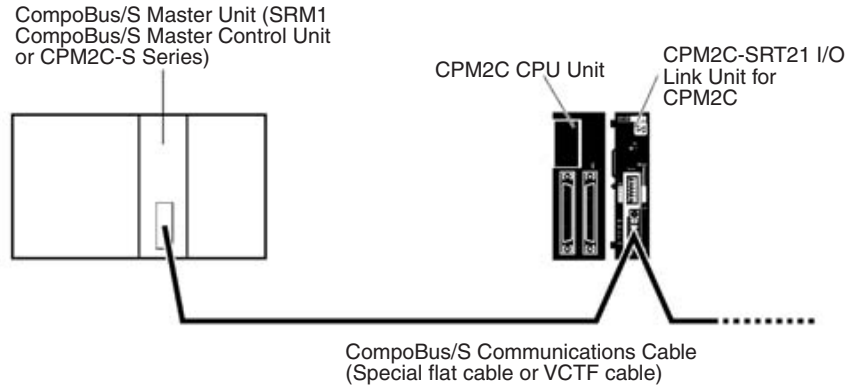 CompoBus/S Master Unit (SRM1
CompoBus/S Master Control Unit
or CPM2C-S Series)
CPM2C CPU Unit
CPM2C-SRT21 I/O
Link Unit for
CPM2C
CompoBus/S Communications Cable
(Special flat cable or VCTF cable)